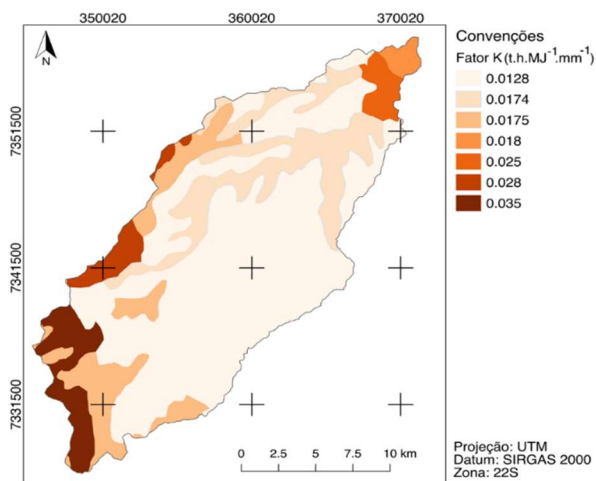 350020 360020 370020
N
7351500
7341500
7331500
Convenções
Fator K (t.h.MJ⁻¹.mm⁻¹)
0.0128
0.0174
0.0175
0.018
0.025
0.028
0.035
0 2.5 5 7.5 10 km
Projeção: UTM
Datum: SIRGAS 2000
Zona: 22S